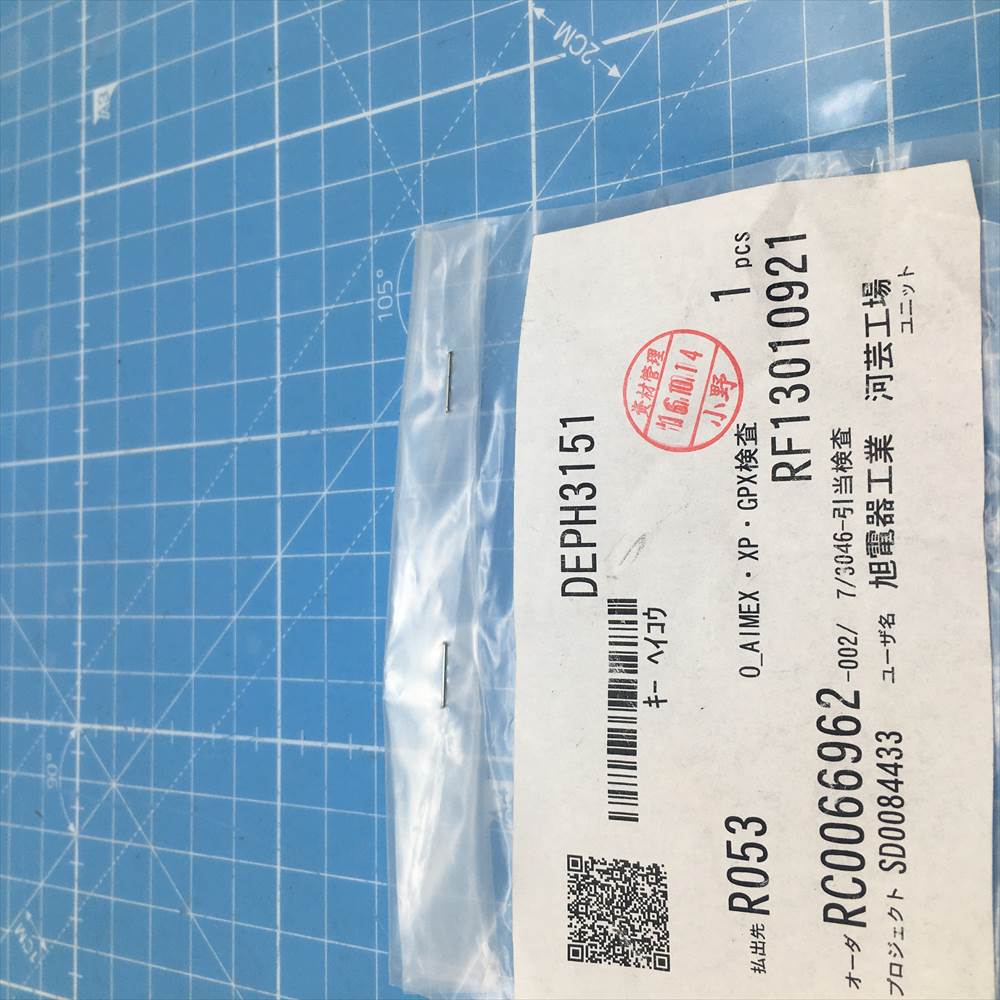 DEPH3151
キー ヘイコウ
1 pcs
資材管理
'16.10.14
小野
払出先 R053
O_AIMEX・XP・GPX検査
RF13010921
オーダ RC0066962-002/ 7/3046-引当検査
プロジェクト SD0084433 ユーザ名 旭電器工業 河芸工場
ユニット
2CM
105°
90°